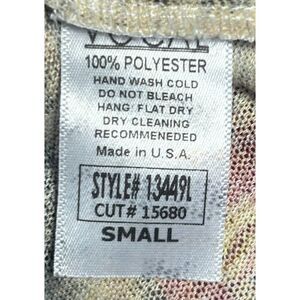 VOCAL
100% POLYESTER
HAND WASH COLD
DO NOT BLEACH
HANG FLAT DRY
DRY CLEANING
RECOMMENEDED
Made in U.S.A.
STYLE# 13449L
CUT# 15680
SMALL